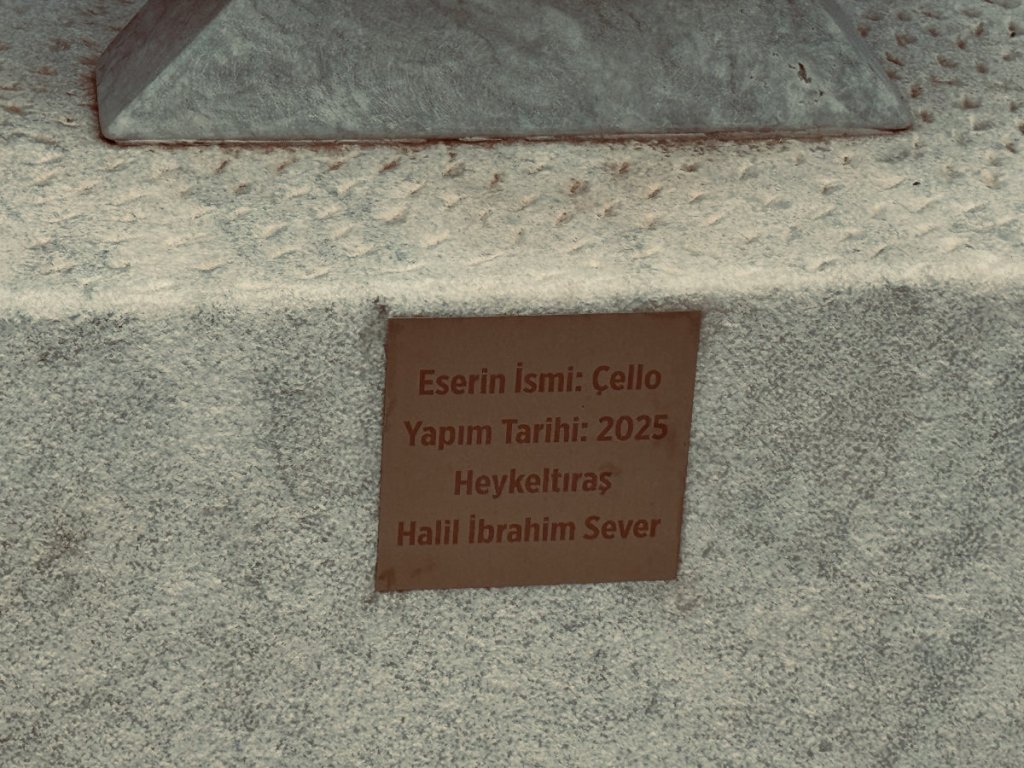 Eserin İsmi: Çello
Yapım Tarihi: 2025
Heykeltıraş
Halil İbrahim Sever